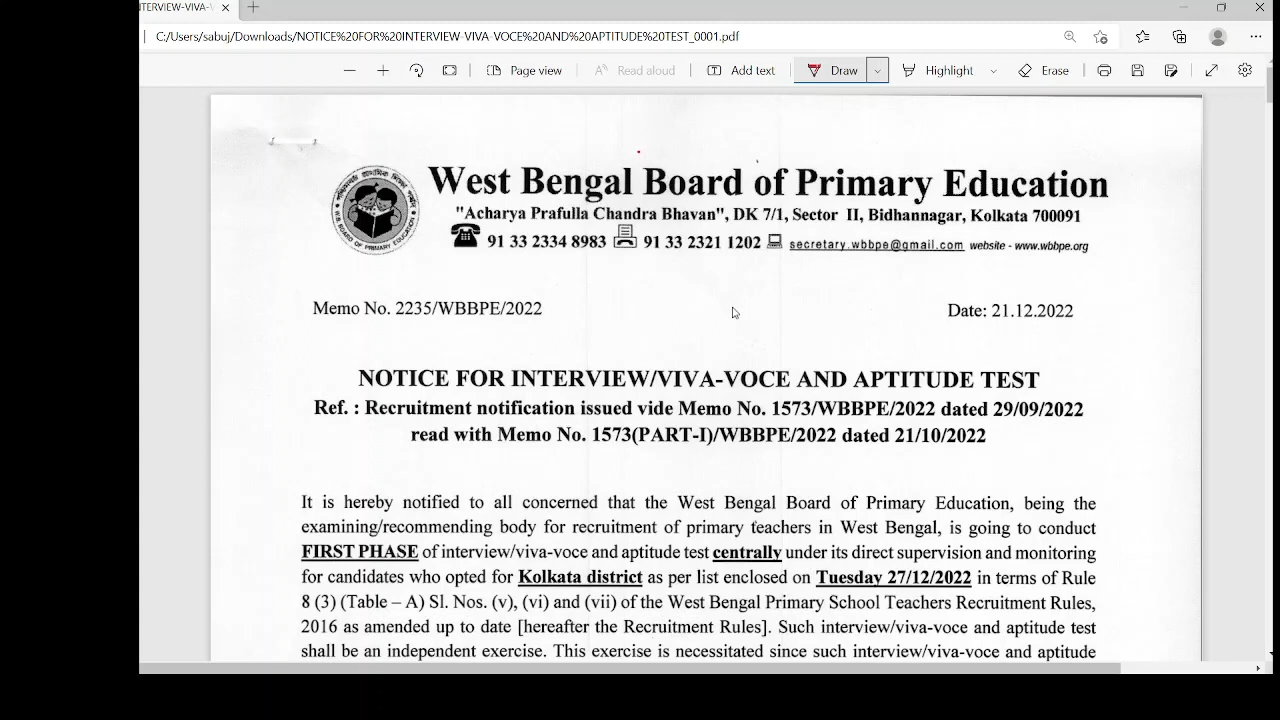 NTERVIEW-VIVA-V
C:/Users/sabuj/Downloads/NOTICE%20FOR%20INTERVIEW-VIVA-VOCE%20AND%20APTITUDE%20TEST_0001.pdf
Page view Read aloud Add text Draw Highlight Erase
West Bengal Board of Primary Education
"Acharya Prafulla Chandra Bhavan", DK 7/1, Sector II, Bidhannagar, Kolkata 700091
91 33 2334 8983 91 33 2321 1202 secretary.wbbpe@gmail.com website - www.wbbpe.org
W.B. BOARD OF PRIMARY EDUCATION
Memo No. 2235/WBBPE/2022 Date: 21.12.2022
NOTICE FOR INTERVIEW/VIVA-VOCE AND APTITUDE TEST
Ref. : Recruitment notification issued vide Memo No. 1573/WBBPE/2022 dated 29/09/2022
read with Memo No. 1573(PART-I)/WBBPE/2022 dated 21/10/2022
It is hereby notified to all concerned that the West Bengal Board of Primary Education, being the
examining/recommending body for recruitment of primary teachers in West Bengal, is going to conduct
FIRST PHASE of interview/viva-voce and aptitude test centrally under its direct supervision and monitoring
for candidates who opted for Kolkata district as per list enclosed on Tuesday 27/12/2022 in terms of Rule
8 (3) (Table – A) Sl. Nos. (v), (vi) and (vii) of the West Bengal Primary School Teachers Recruitment Rules,
2016 as amended up to date [hereafter the Recruitment Rules]. Such interview/viva-voce and aptitude test
shall be an independent exercise. This exercise is necessitated since such interview/viva-voce and aptitude